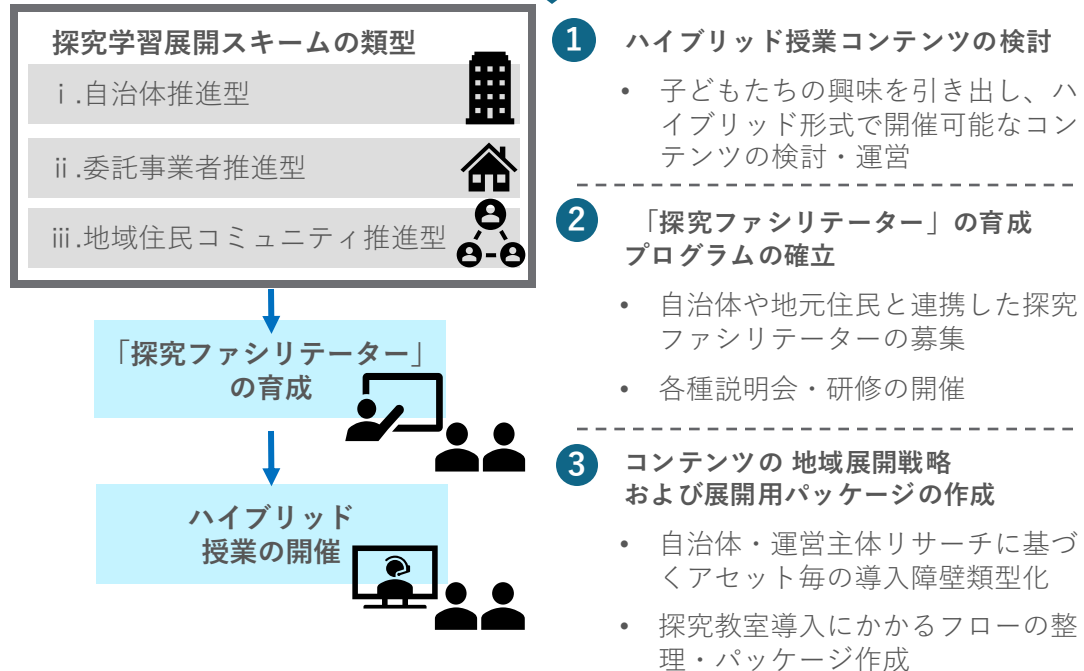 探究学習展開スキームの類型
ⅰ.自治体推進型
ⅱ.委託事業者推進型
ⅲ.地域住民コミュニティ推進型
「探究ファシリテーター」
の育成
ハイブリッド
授業の開催
1 ハイブリッド授業コンテンツの検討
• 子どもたちの興味を引き出し、ハ
イブリッド形式で開催可能なコン
テンツの検討・運営
2 「探究ファシリテーター」の育成
プログラムの確立
• 自治体や地元住民と連携した探究
ファシリテーターの募集
• 各種説明会・研修の開催
3 コンテンツの 地域展開戦略
および展開用パッケージの作成
• 自治体・運営主体リサーチに基づ
くアセット毎の導入障壁類型化
• 探究教室導入にかかるフローの整
理・パッケージ作成